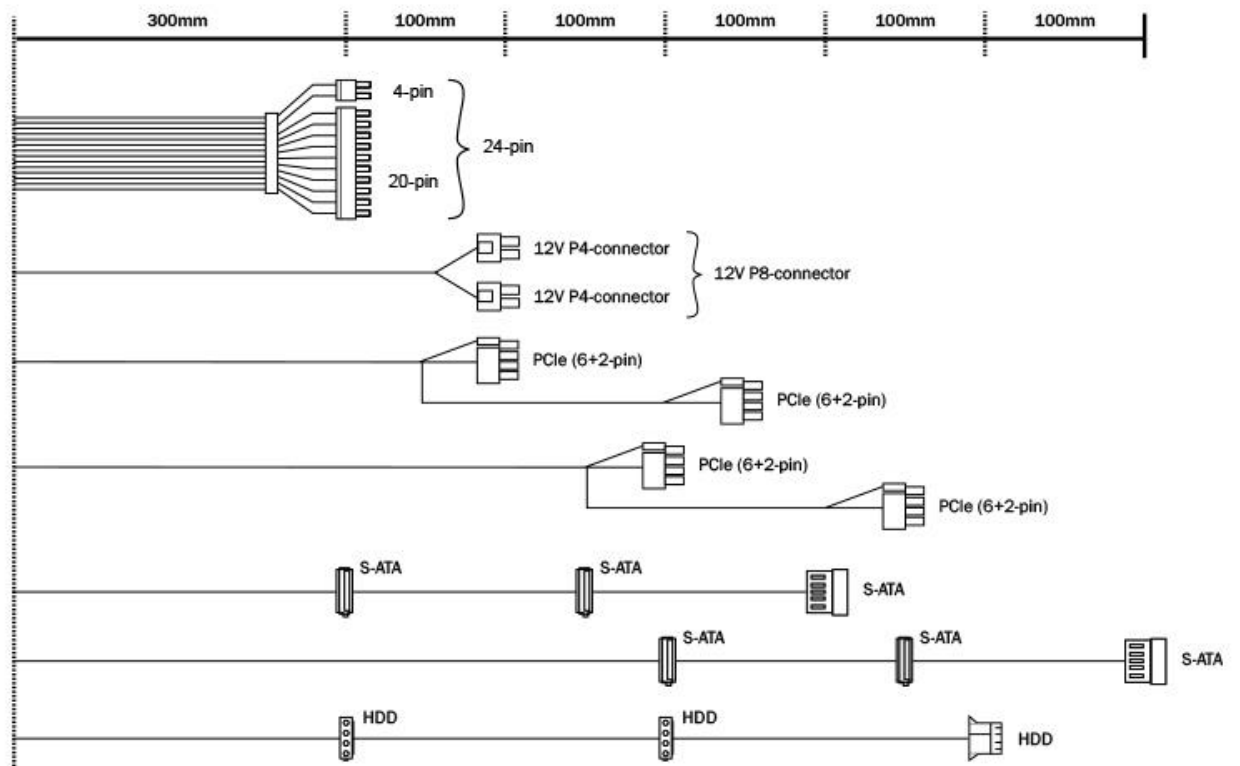 300mm 100mm 100mm 100mm 100mm 100mm
4-pin
24-pin
20-pin
12V P4-connector
12V P8-connector
12V P4-connector
PCIe (6+2-pin)
PCIe (6+2-pin)
PCIe (6+2-pin)
PCIe (6+2-pin)
S-ATA S-ATA S-ATA
S-ATA S-ATA S-ATA
HDD HDD HDD